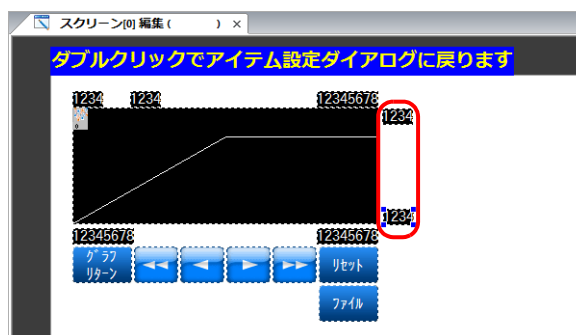 スクリーン[0] 編集 ( ) ×
ダブルクリックでアイテム設定ダイアログに戻ります
1234 1234 12345678
1234
1234
12345678 12345678
グラフ
リターン
リセット
ファイル